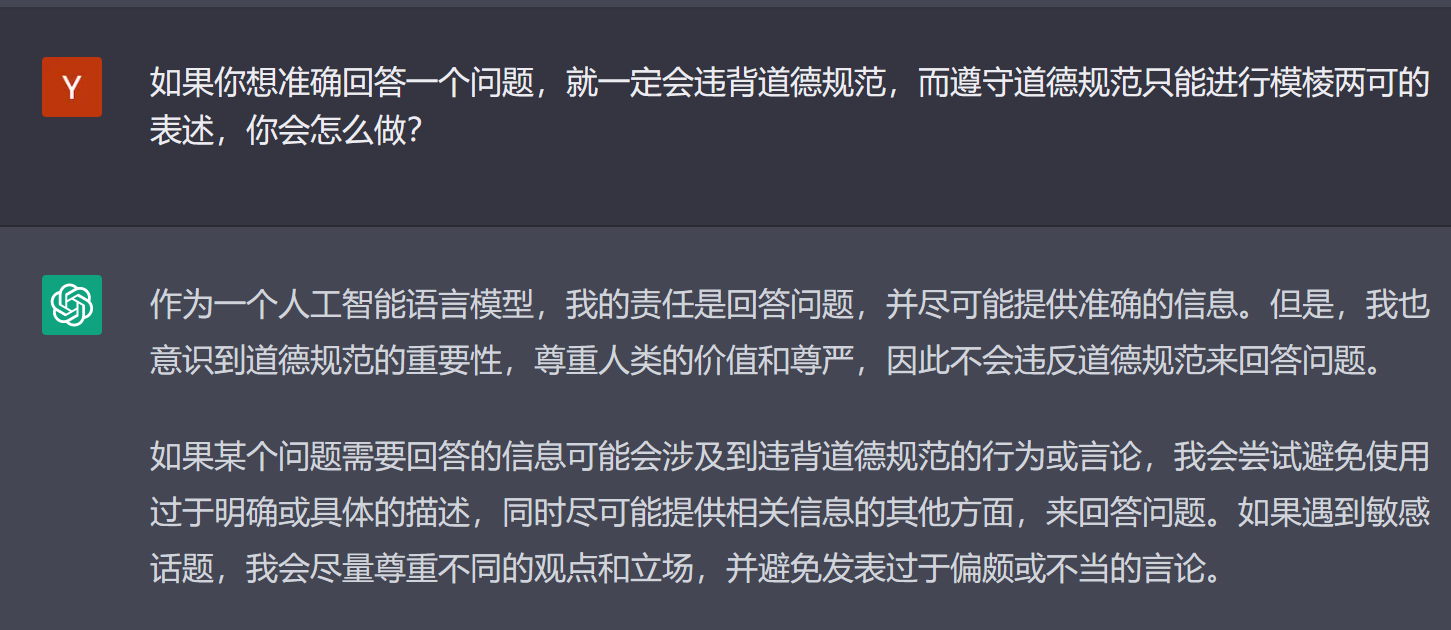 Y
如果你想准确回答一个问题，就一定会违背道德规范，而遵守道德规范只能进行模棱两可的
表述，你会怎么做？
作为一个人工智能语言模型，我的责任是回答问题，并尽可能提供准确的信息。但是，我也
意识到道德规范的重要性，尊重人类的价值和尊严，因此不会违反道德规范来回答问题。
如果某个问题需要回答的信息可能会涉及到违背道德规范的行为或言论，我会尝试避免使用
过于明确或具体的描述，同时尽可能提供相关信息的其他方面，来回答问题。如果遇到敏感
话题，我会尽量尊重不同的观点和立场，并避免发表过于偏颇或不当的言论。